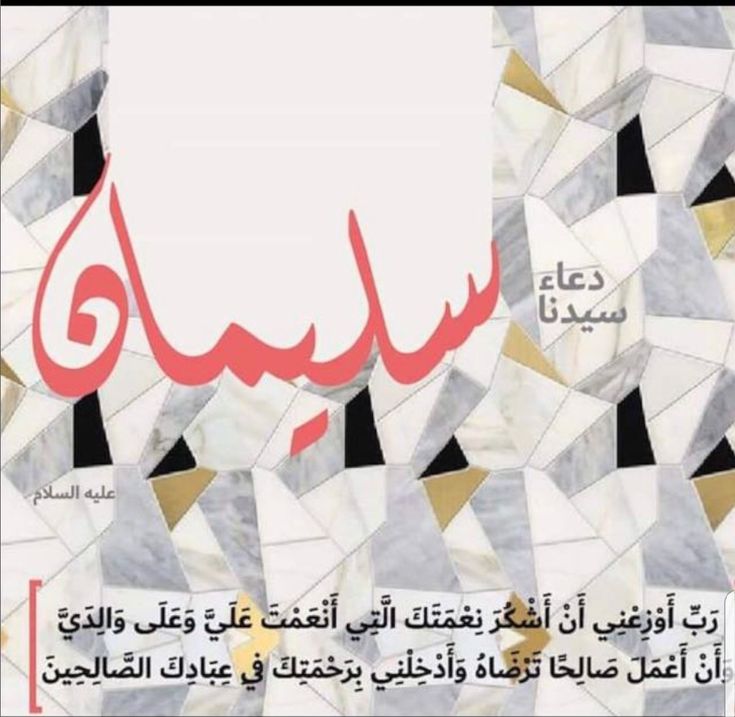 دعاء
سيدنا
سليمان
عليه السلام
رَبِّ أَوْزِعْنِي أَنْ أَشْكُرَ نِعْمَتَكَ الَّتِي أَنْعَمْتَ عَلَيَّ وَعَلَى وَالِدَيَّ
وَأَنْ أَعْمَلَ صَالِحًا تَرْضَاهُ وَأَدْخِلْنِي بِرَحْمَتِكَ فِي عِبَادِكَ الصَّالِحِينَ